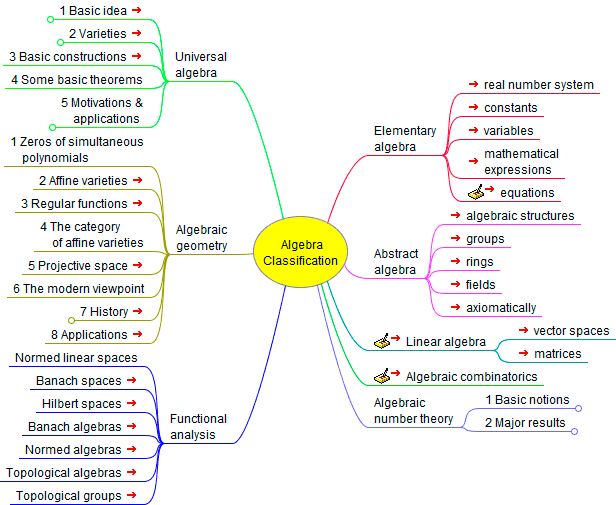 Algebra
Classification
Universal
algebra
1 Basic idea
2 Varieties
3 Basic constructions
4 Some basic theorems
5 Motivations &
applications
Algebraic
geometry
1 Zeros of simultaneous
polynomials
2 Affine varieties
3 Regular functions
4 The category
of affine varieties
5 Projective space
6 The modern viewpoint
7 History
8 Applications
Functional
analysis
Normed linear spaces
Banach spaces
Hilbert spaces
Banach algebras
Normed algebras
Topological algebras
Topological groups
Elementary
algebra
real number system
constants
variables
mathematical
expressions
equations
Abstract
algebra
algebraic structures
groups
rings
fields
axiomatically
Linear algebra
vector spaces
matrices
Algebraic combinatorics
Algebraic
number theory
1 Basic notions
2 Major results